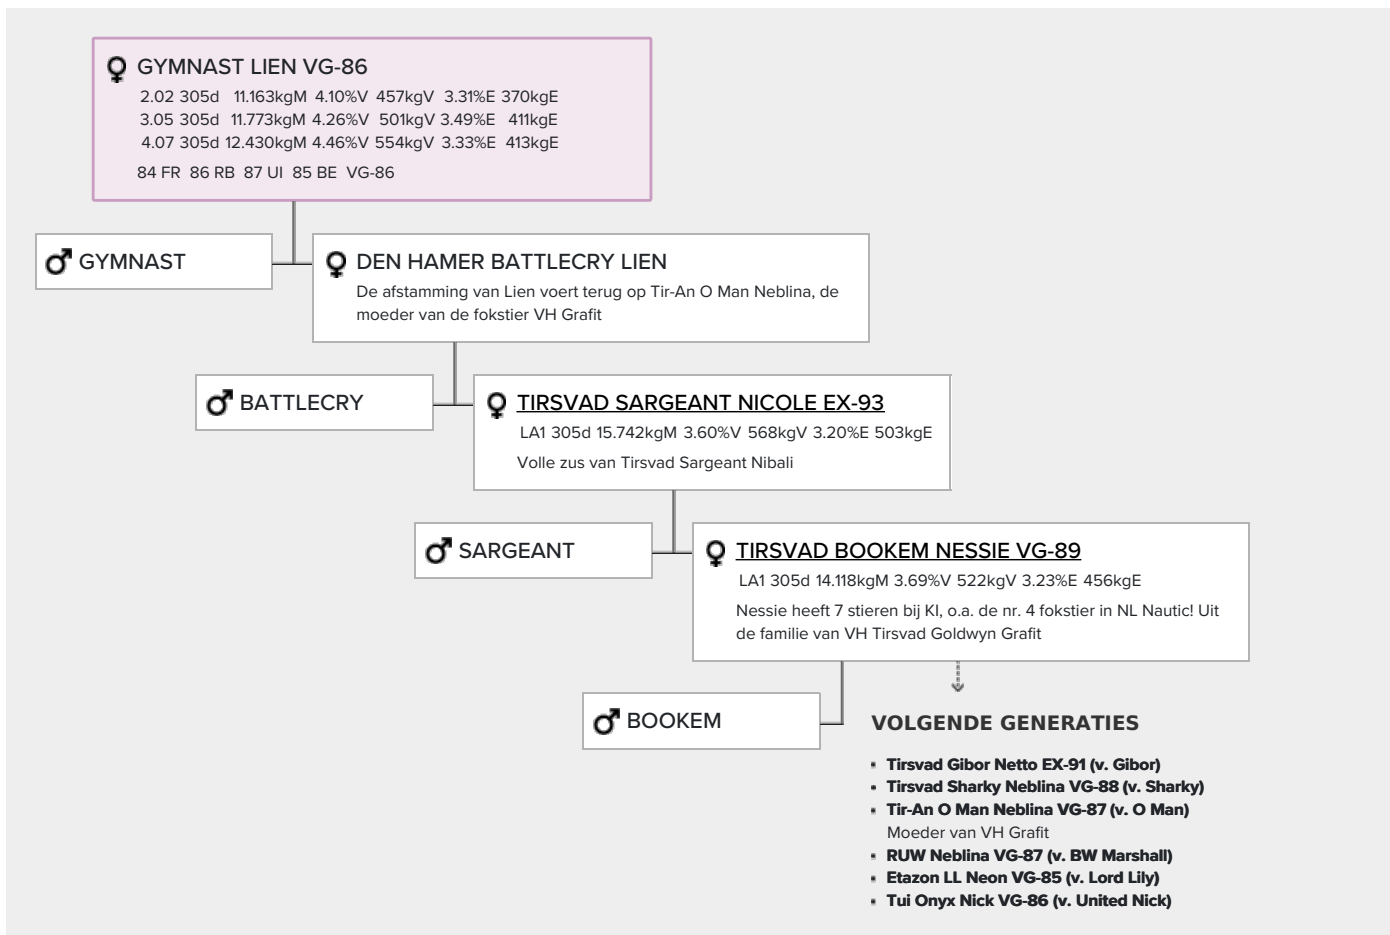 GYMNAST LIEN VG-86
2.02 305d 11.163kgM 4.10%V 457kgV 3.31%E 370kgE
3.05 305d 11.773kgM 4.26%V 501kgV 3.49%E 411kgE
4.07 305d 12.430kgM 4.46%V 554kgV 3.33%E 413kgE
84 FR 86 RB 87 UI 85 BE VG-86
GYMNAST
DEN HAMER BATTLECRY LIEN
De afstamming van Lien voert terug op Tir-An O Man Neblina, de
moeder van de fokstier VH Grafit
BATTLECRY
TIRSVAD SARGEANT NICOLE EX-93
LA1 305d 15.742kgM 3.60%V 568kgV 3.20%E 503kgE
Volle zus van Tirsvad Sargeant Nibali
SARGEANT
TIRSVAD BOOKEM NESSIE VG-89
LA1 305d 14.118kgM 3.69%V 522kgV 3.23%E 456kgE
Nessie heeft 7 stieren bij KI, o.a. de nr. 4 fokstier in NL Nautic! Uit
de familie van VH Tirsvad Goldwyn Grafit
BOOKEM
VOLGENDE GENERATIES
Tirsvad Gibor Netto EX-91 (v. Gibor)
Tirsvad Sharky Neblina VG-88 (v. Sharky)
Tir-An O Man Neblina VG-87 (v. O Man)
Moeder van VH Grafit
RUW Neblina VG-87 (v. BW Marshall)
Etazon LL Neon VG-85 (v. Lord Lily)
Tui Onyx Nick VG-86 (v. United Nick)